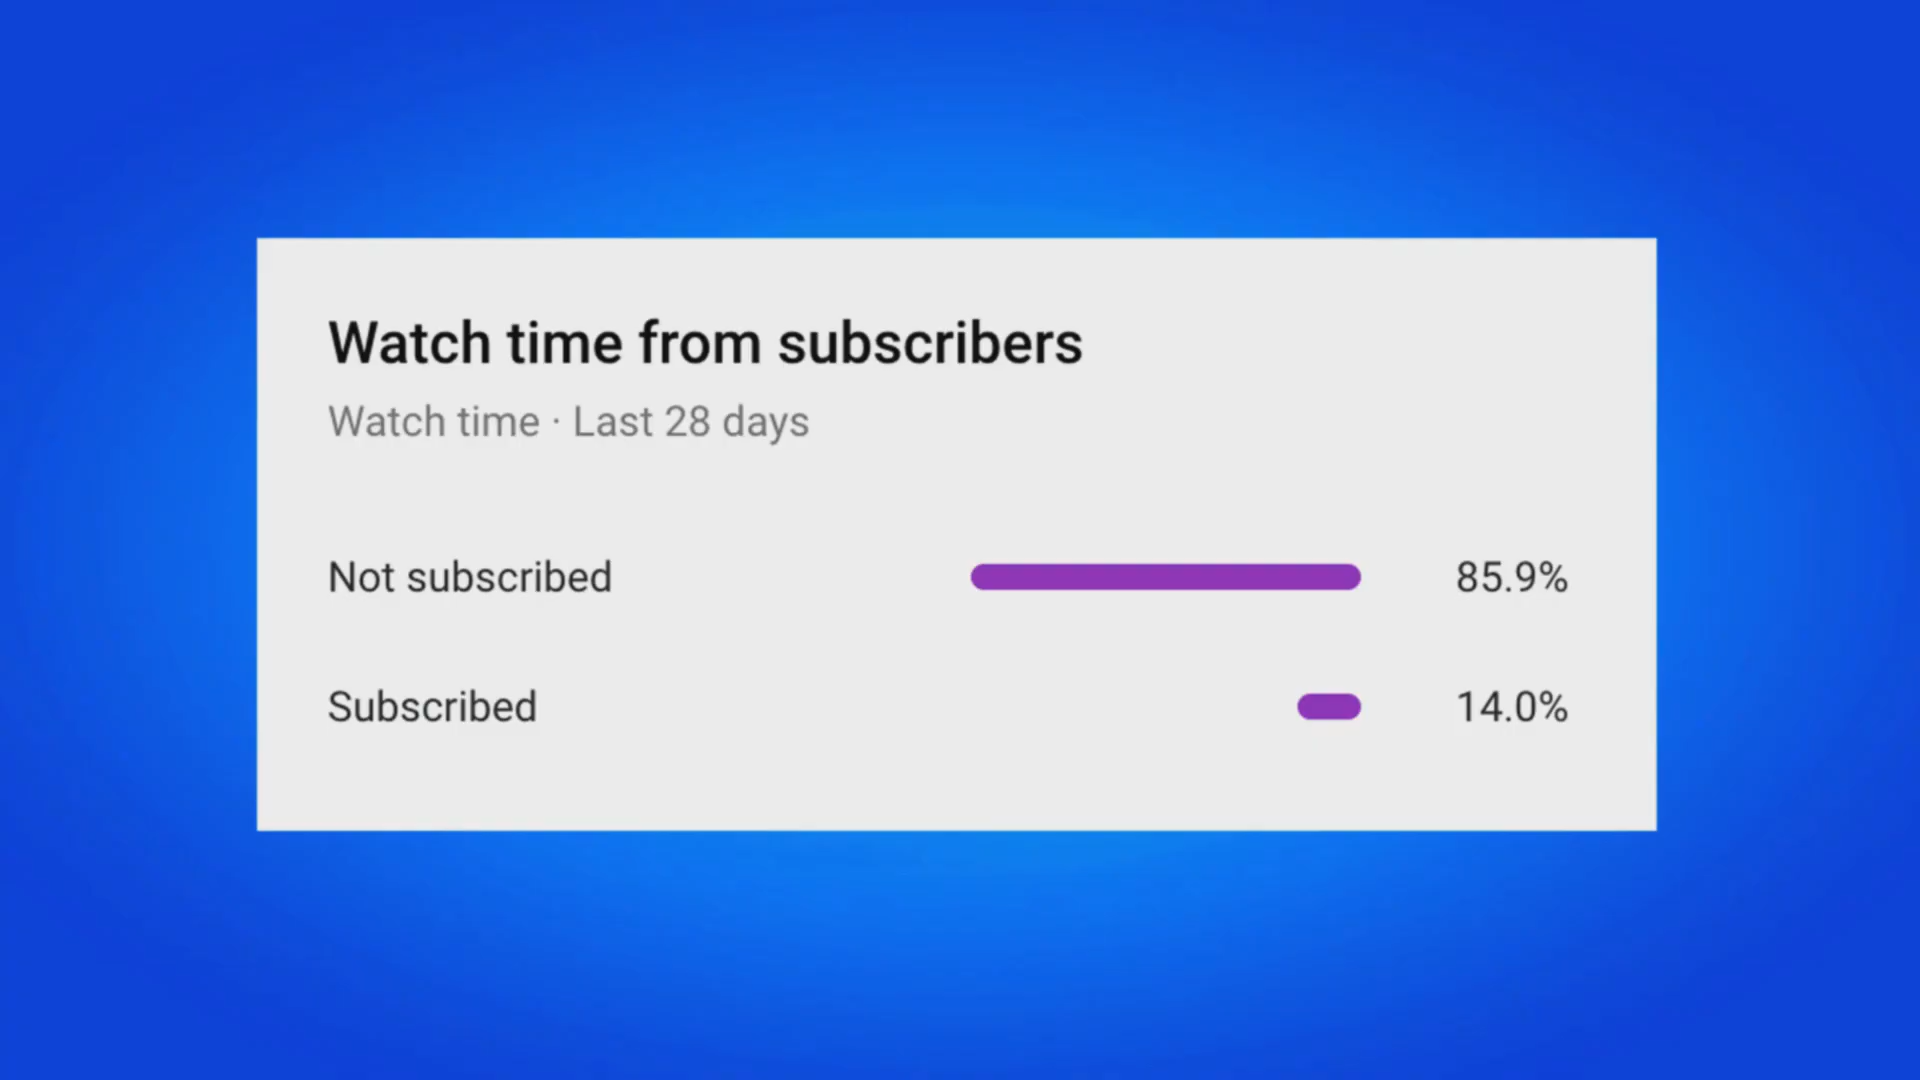 Watch time from subscribers
Watch time · Last 28 days
Not subscribed 85.9%
Subscribed 14.0%